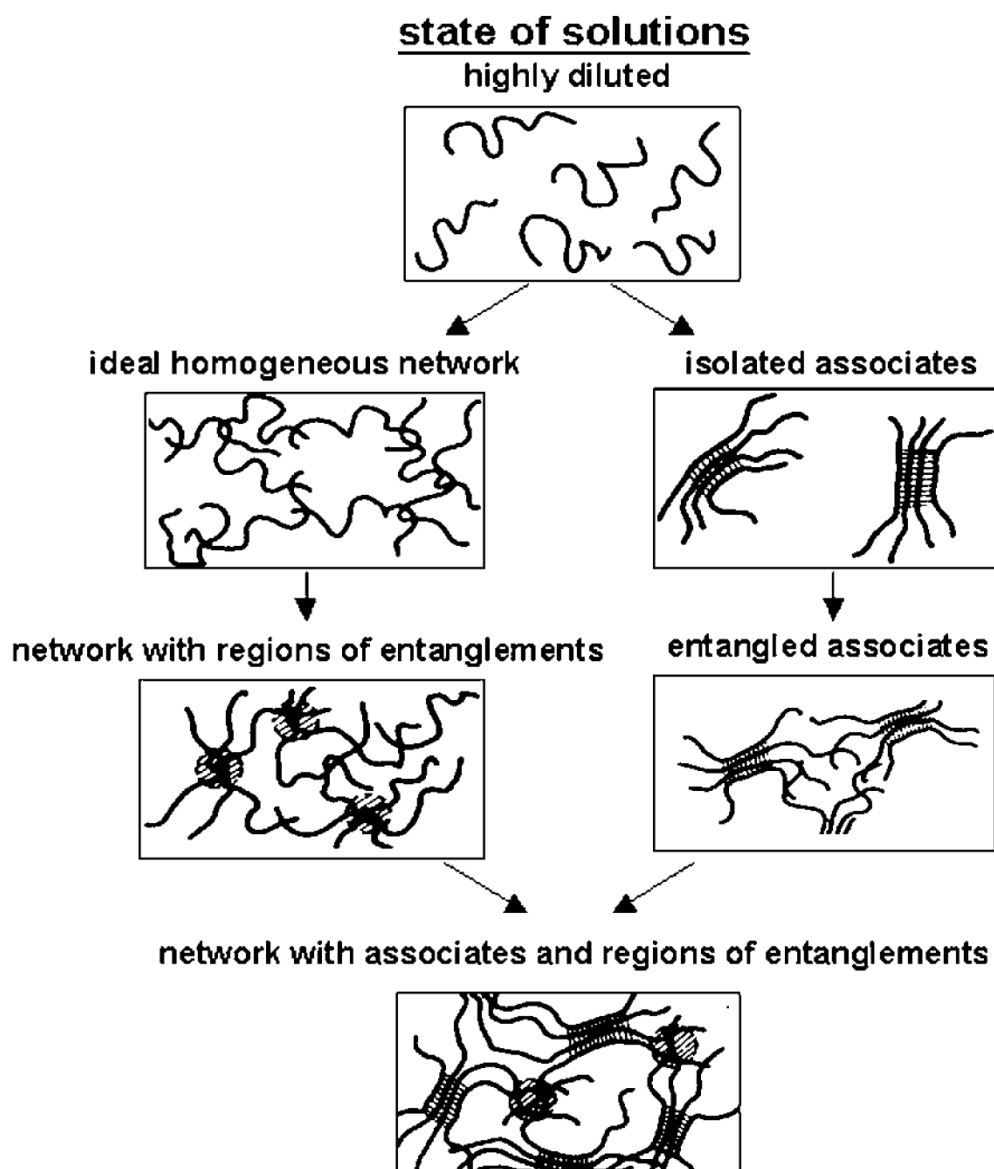 state of solutions
highly diluted
ideal homogeneous network
isolated associates
network with regions of entanglements
entangled associates
network with associates and regions of entanglements